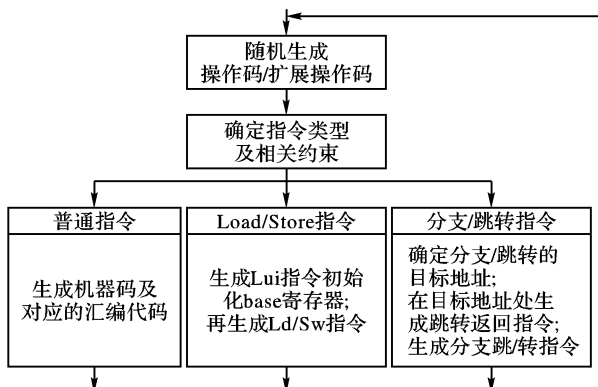 随机生成
操作码/扩展操作码
确定指令类型
及相关约束
普通指令
生成机器码及
对应的汇编代码
Load/Store指令
生成Lui指令初始
化base寄存器;
再生成Ld/Sw指令
分支/跳转指令
确定分支/跳转的
目标地址;
在目标地址处生
成跳转返回指令;
生成分支跳/转指令